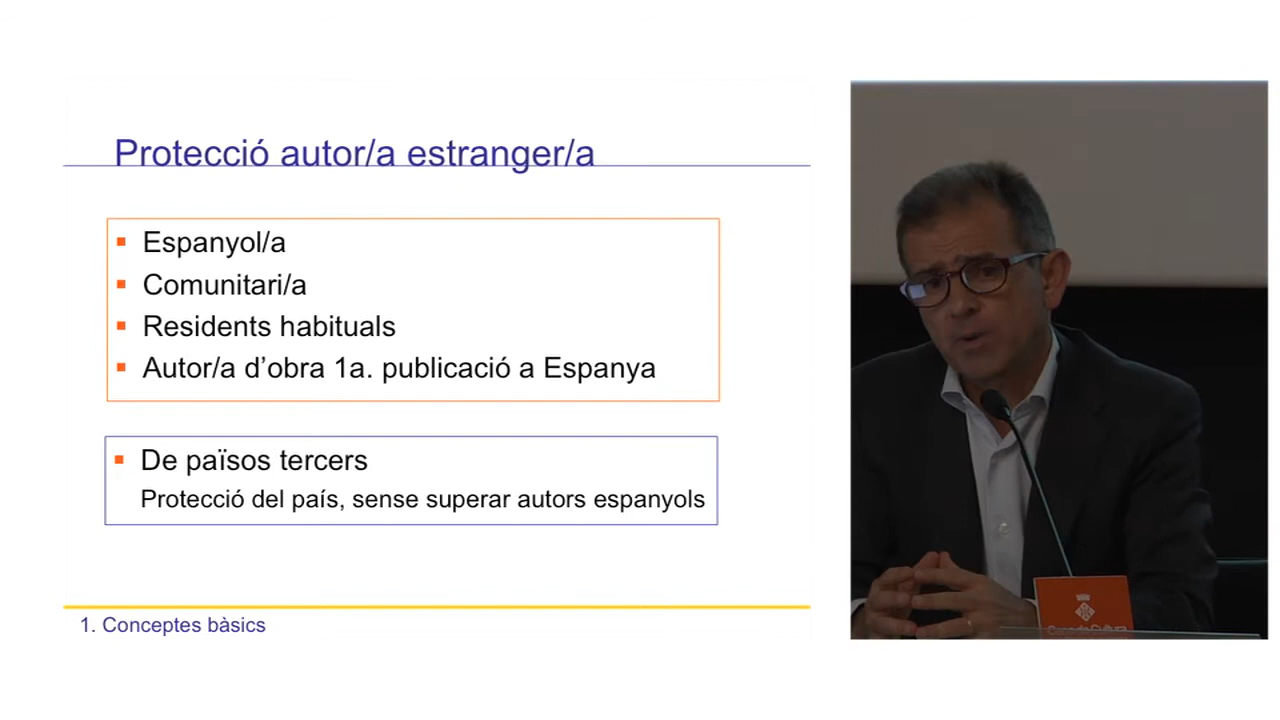 Protecció autor/a estranger/a
Espanyol/a
Comunitari/a
Residents habituals
Autor/a d’obra 1a. publicació a Espanya
De països tercers
Protecció del país, sense superar autors espanyols
1. Conceptes bàsics